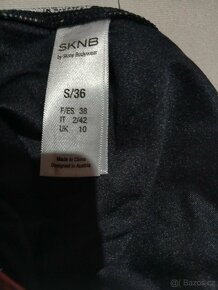 SKNB
by Skiny Bodywear
S/36
F/ES 38
IT 2/42
UK 10
Made in China
Designed in Austria
Bazoš.cz